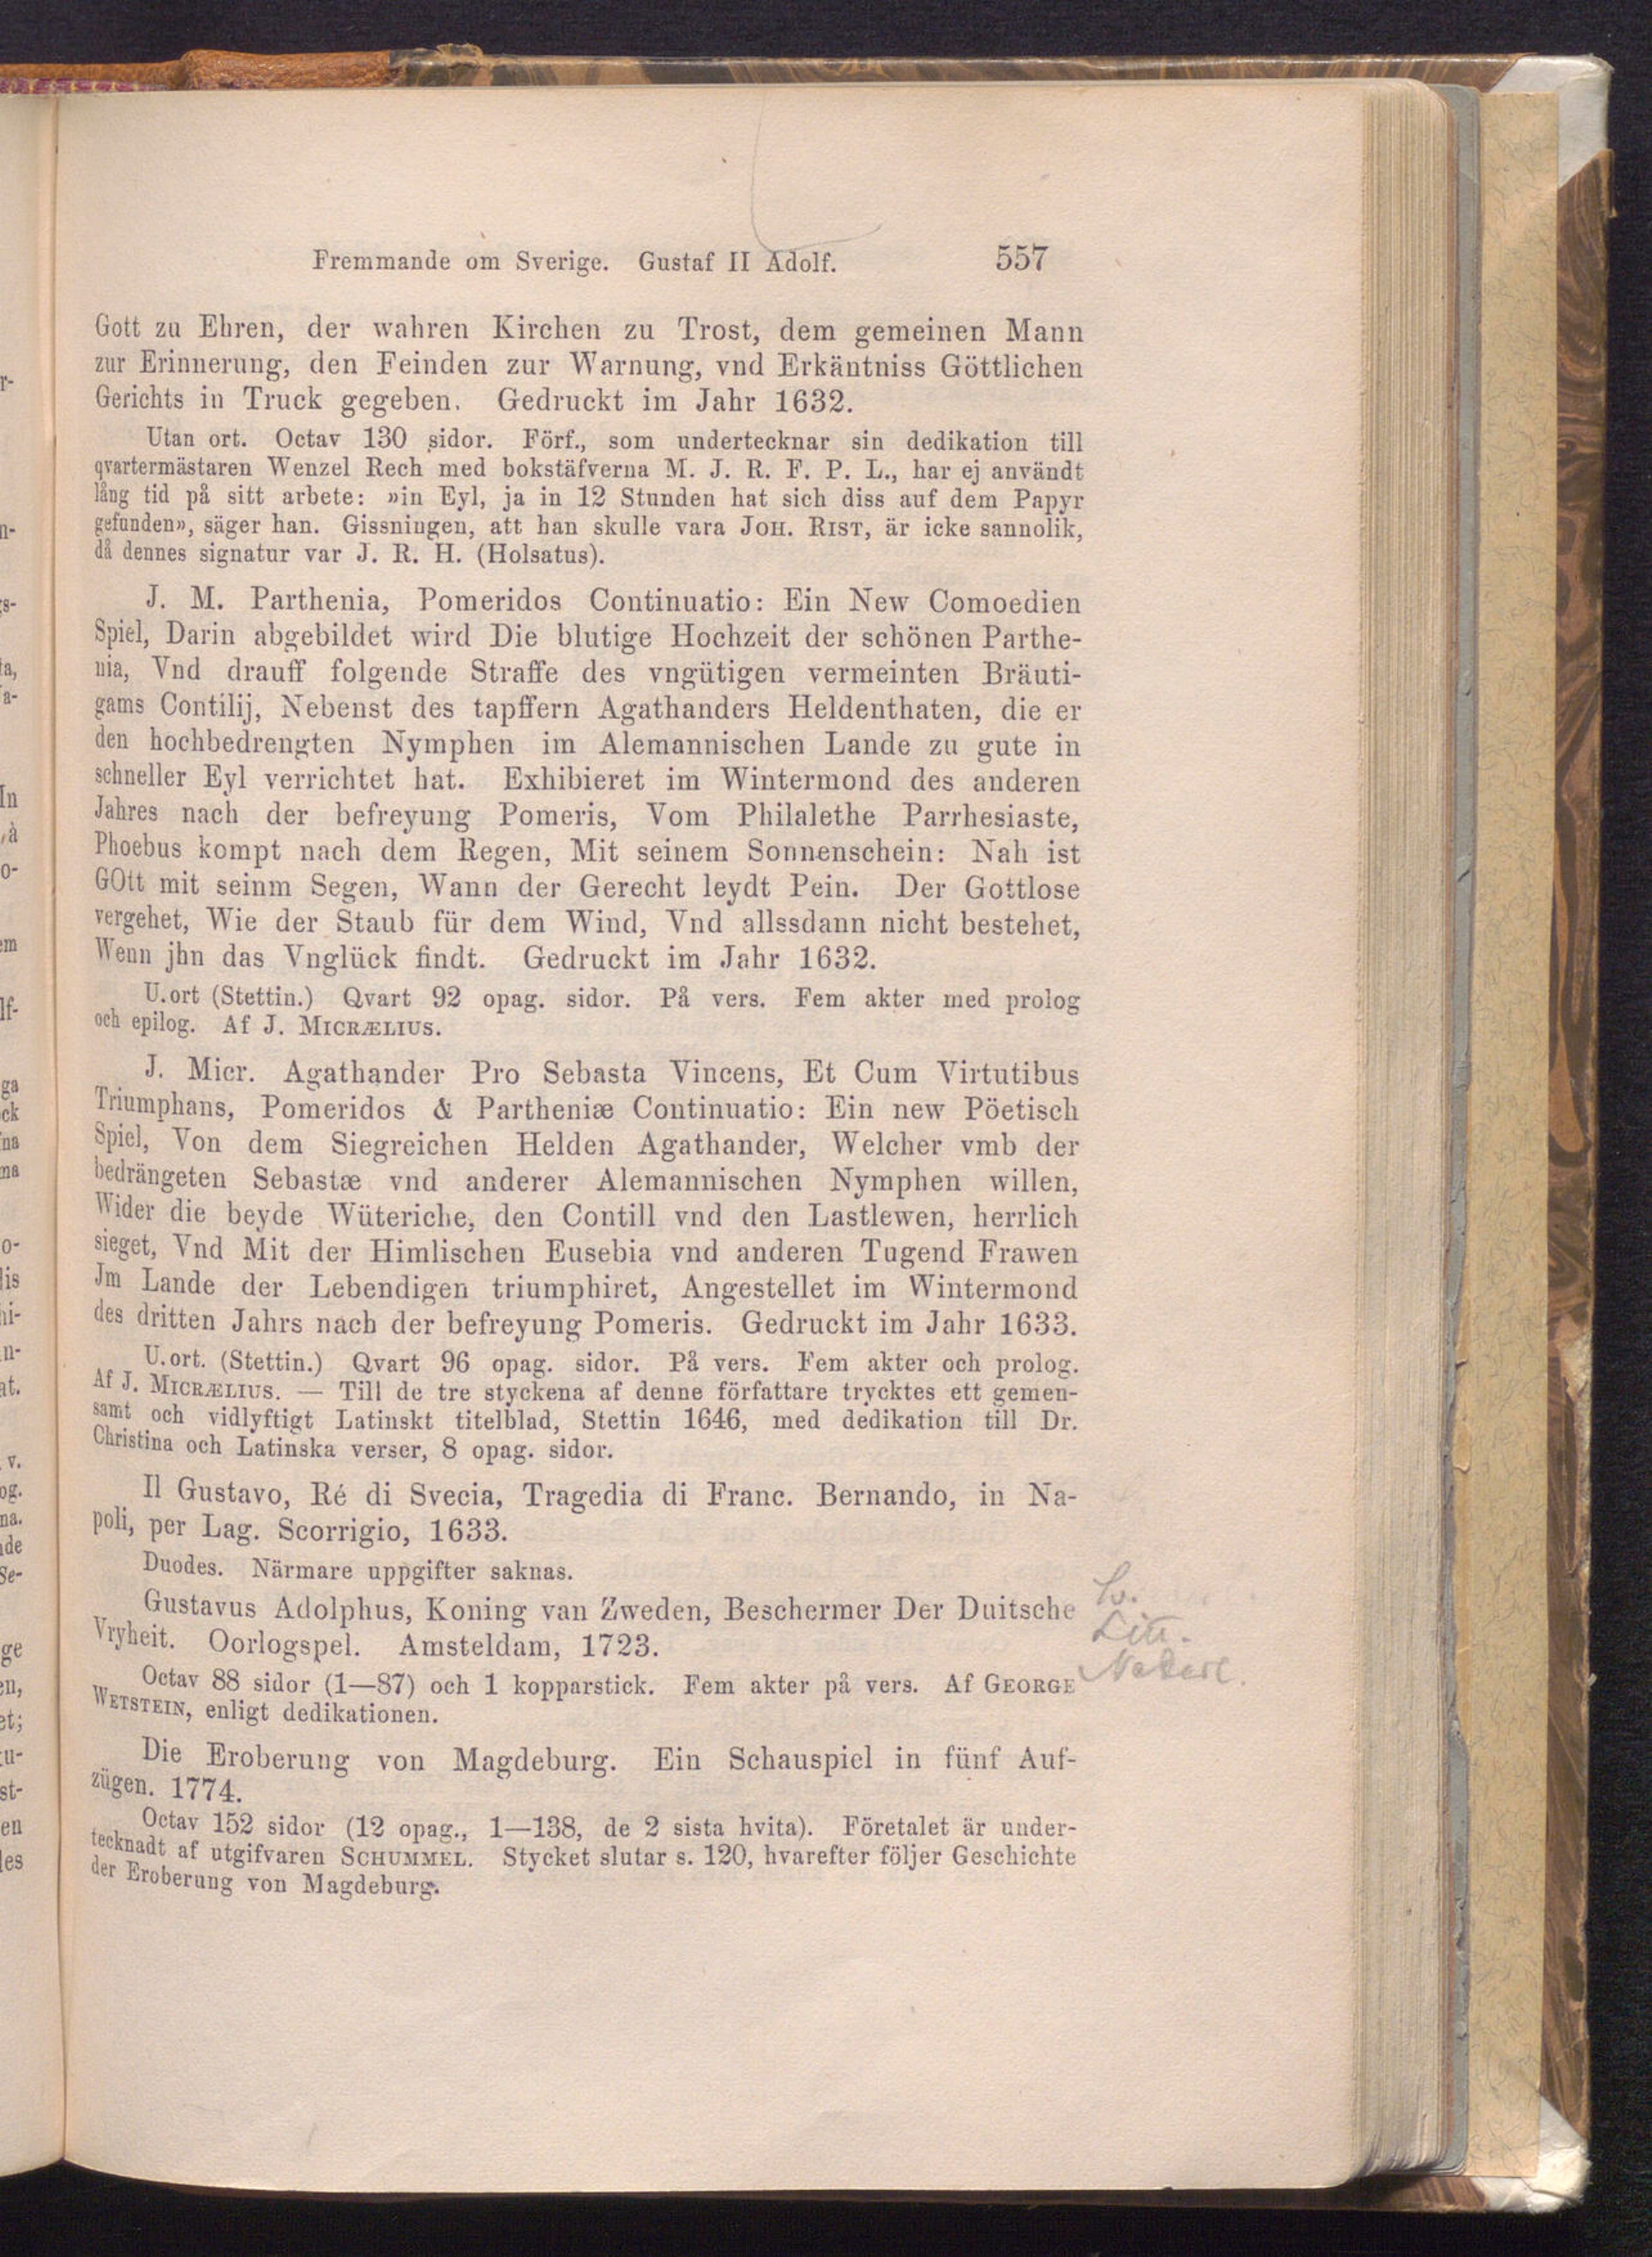 Fremmande om Sverige. Gustaf II Adolf. 557
Gott zu Ehren, der wahren Kirchen zu Trost, dem gemeinen Mann
zur Erinnerung, den Feinden zur Warnung, vnd Erkäntniss Göttlichen
Gerichts in Truck gegeben. Gedruckt im Jahr 1632.
Utan ort. Octav 130 sidor. Förf., som undertecknar sin dedikation till
qvartermästaren Wenzel Rech med bokstäfverna M. J. R. F. P. L., har ej användt
lång tid på sitt arbete: »in Eyl, ja in 12 Stunden hat sich diss auf dem Papyr
gefunden», säger han. Gissningen, att han skulle vara JOH. RIST, är icke sannolik,
då dennes signatur var J. R. H. (Holsatus).
J. M. Parthenia, Pomeridos Continuatio: Ein New Comoedien
Spiel, Darin abgebildet wird Die blutige Hochzeit der schönen Parthe-
nia, Vnd drauff folgende Straffe des vngütigen vermeinten Bräuti-
gams Contilij, Nebenst des tapffern Agathanders Heldenthaten, die er
den hochbedrengten Nymphen im Alemannischen Lande zu gute in
schneller Eyl verrichtet hat. Exhibieret im Wintermond des anderen
Jahres nach der befreyung Pomeris, Vom Philalethe Parrhesiaste,
Phoebus kompt nach dem Regen, Mit seinem Sonnenschein: Nah ist
GOtt mit seinm Segen, Wann der Gerecht leydt Pein. Der Gottlose
vergehet, Wie der Staub für dem Wind, Vnd allssdann nicht bestehet,
Wenn jhn das Vnglück findt. Gedruckt im Jahr 1632.
U. ort (Stettin.) Qvart 92 opag. sidor. På vers. Fem akter med prolog
och epilog. Af J. MICRÆLIUS.
J. Micr. Agathander Pro Sebasta Vincens, Et Cum Virtutibus
Triumphans, Pomeridos & Partheniæ Continuatio: Ein new Pöetisch
Spiel, Von dem Siegreichen Helden Agathander, Welcher vmb der
bedrängeten Sebastæ vnd anderer Alemannischen Nymphen willen,
Wider die beyde Wüteriche, den Contill vnd den Lastlewen, herrlich
sieget, Vnd Mit der Himlischen Eusebia vnd anderen Tugend Frawen
Jm Lande der Lebendigen triumphiret, Angestellet im Wintermond
des dritten Jahrs nach der befreyung Pomeris. Gedruckt im Jahr 1633.
U. ort. (Stettin.) Qvart 96 opag. sidor. På vers. Fem akter och prolog.
Af J. MICRÆLIUS. — Till de tre styckena af denne författare trycktes ett gemen-
samt och vidlyftigt Latinskt titelblad, Stettin 1646, med dedikation till Dr.
Christina och Latinska verser, 8 opag. sidor.
Il Gustavo, Ré di Svecia, Tragedia di Franc. Bernando, in Na-
poli, per Lag. Scorrigio, 1633.
Duodes. Närmare uppgifter saknas.
Gustavus Adolphus, Koning van Zweden, Beschermer Der Duitsche
Vryheit. Oorlogspel. Amsteldam, 1723.
Octav 88 sidor (1—87) och 1 kopparstick. Fem akter på vers. Af GEORGE
WETSTEIN, enligt dedikationen.
Litt.
Die Eroberung von Magdeburg. Ein Schauspiel in fünf Auf-
zügen. 1774.
Octav 152 sidor (12 opag., 1—138, de 2 sista hvita). Företalet är under-
tecknadt af utgifvaren SCHUMMEL. Stycket slutar s. 120, hvarefter följer Geschichte
der Eroberung von Magdeburg.